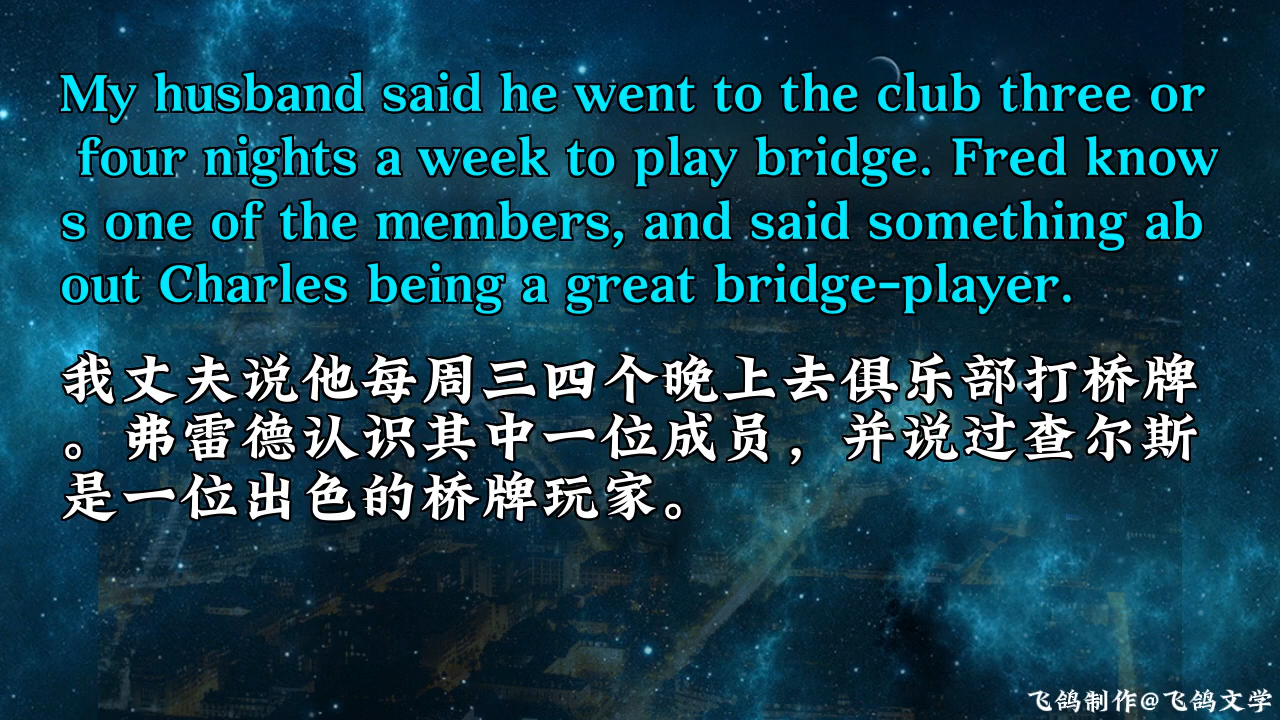 My husband said he went to the club three or
four nights a week to play bridge. Fred know
s one of the members, and said something ab
out Charles being a great bridge-player.
我丈夫说他每周三四个晚上去俱乐部打桥牌
。弗雷德认识其中一位成员，并说过查尔斯
是一位出色的桥牌玩家。
飞鸽制作@飞鸽文学